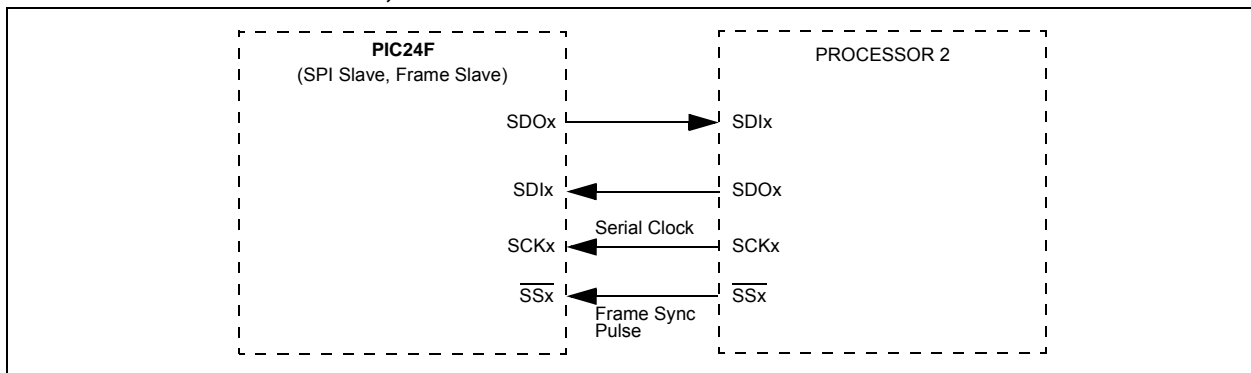 PIC24F
(SPI Slave, Frame Slave)
PROCESSOR 2
SDOx
SDIx
SDIx
SDOx
Serial Clock
SCKx
SCKx
SSx
SSx
Frame Sync
Pulse